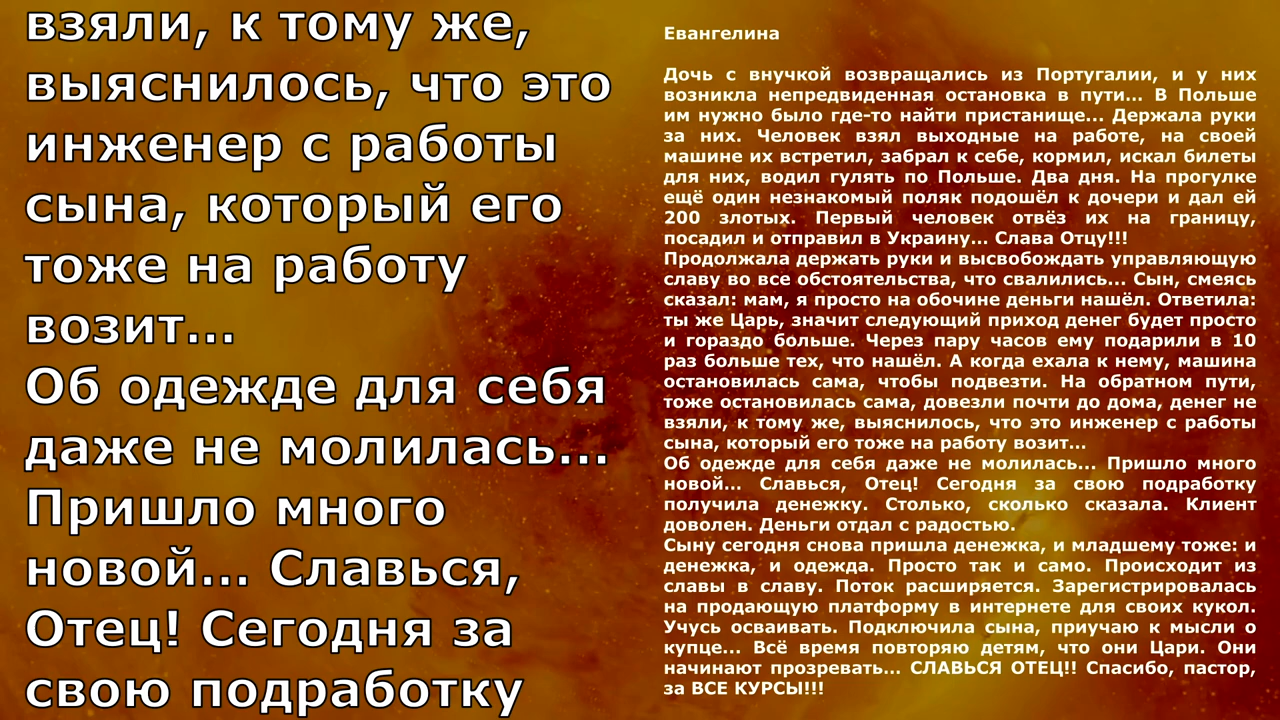 взяли, к тому же,
выяснилось, что это
инженер с работы
сына, который его
тоже на работу
возит...
Об одежде для себя
даже не молилась...
Пришло много
новой... Славься,
Отец! Сегодня за
свою подработку
Евангелина
Дочь с внучкой возвращались из Португалии, и у них
возникла непредвиденная остановка в пути... В Польше
им нужно было где-то найти пристанище... Держала руки
за них. Человек взял выходные на работе, на своей
машине их встретил, забрал к себе, кормил, искал билеты
для них, водил гулять по Польше. Два дня. На прогулке
ещё один незнакомый поляк подошёл к дочери и дал ей
200 злотых. Первый человек отвёз их на границу,
посадил и отправил в Украину... Слава Отцу!!!
Продолжала держать руки и высвобождать управляющую
славу во все обстоятельства, что свалились... Сын, смеясь
сказал: мам, я просто на обочине деньги нашёл. Ответила:
ты же Царь, значит следующий приход денег будет просто
и гораздо больше. Через пару часов ему подарили в 10
раз больше тех, что нашёл. А когда ехала к нему, машина
остановилась сама, чтобы подвезти. На обратном пути,
тоже остановилась сама, довезли почти до дома, денег не
взяли, к тому же, выяснилось, что это инженер с работы
сына, который его тоже на работу возит...
Об одежде для себя даже не молилась... Пришло много
новой... Славься, Отец! Сегодня за свою подработку
получила денежку. Столько, сколько сказала. Клиент
доволен. Деньги отдал с радостью.
Сыну сегодня снова пришла денежка, и младшему тоже: и
денежка, и одежда. Просто так и само. Происходит из
славы в славу. Поток расширяется. Зарегистрировалась
на продающую платформу в интернете для своих кукол.
Учусь осваивать. Подключила сына, приучаю к мысли о
купце... Всё время повторяю детям, что они Цари. Они
начинают прозревать... СЛАВЬСЯ ОТЕЦ!! Спасибо, пастор,
за ВСЕ КУРСЫ!!!